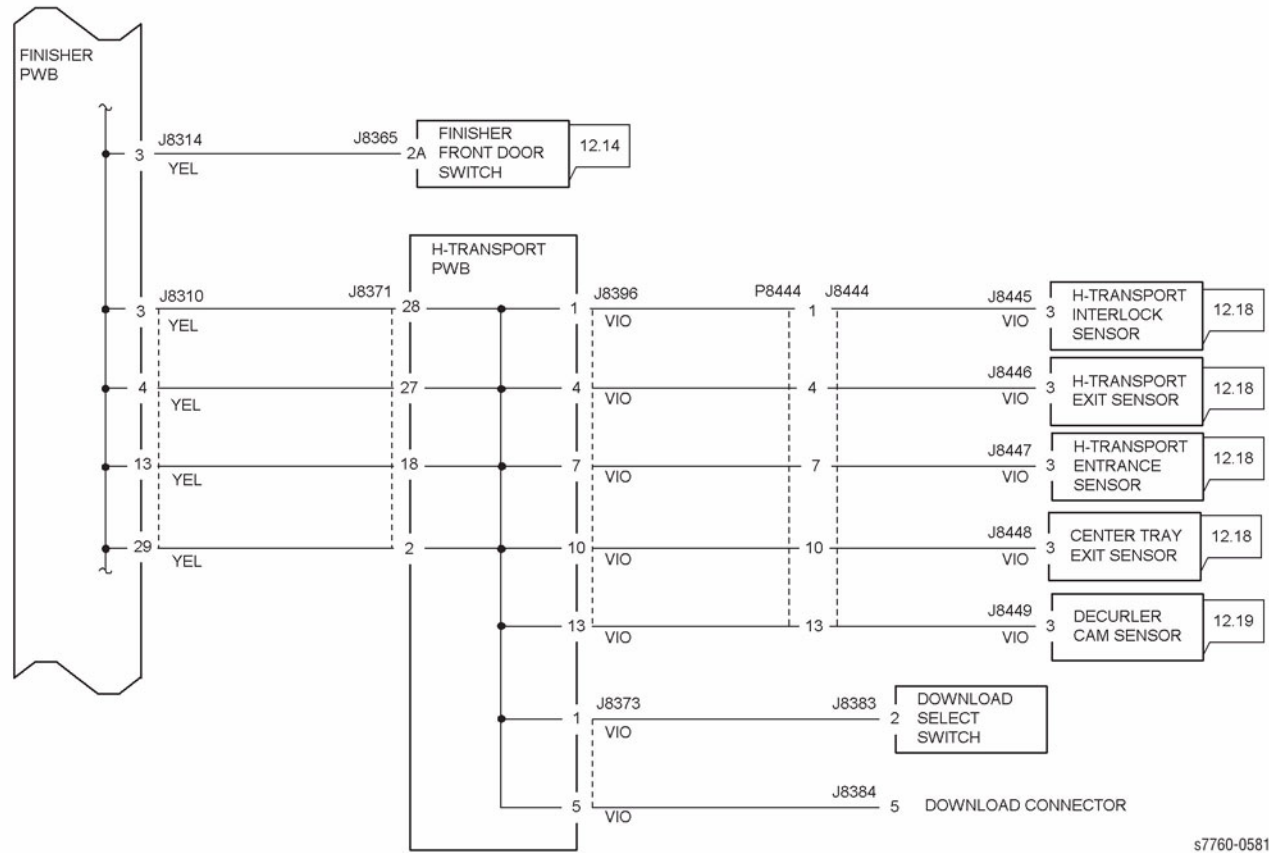 FINISHER
PWB
J8314
J8365
3
YEL
2A
FINISHER
FRONT DOOR
SWITCH
12.14
H-TRANSPORT
PWB
3
J8310
YEL
J8371
28
1
J8396
VIO
P8444
1
J8444
J8445
VIO
3
H-TRANSPORT
INTERLOCK
SENSOR
12.18
4
YEL
27
4
VIO
4
J8446
VIO
3
H-TRANSPORT
EXIT SENSOR
12.18
13
YEL
18
7
VIO
7
J8447
VIO
3
H-TRANSPORT
ENTRANCE
SENSOR
12.18
29
YEL
2
10
VIO
10
J8448
VIO
3
CENTER TRAY
EXIT SENSOR
12.18
13
VIO
13
J8449
VIO
3
DECURLER
CAM SENSOR
12.19
1
J8373
VIO
J8383
2
DOWNLOAD
SELECT
SWITCH
5
VIO
J8384
5
DOWNLOAD CONNECTOR
s7760-0581